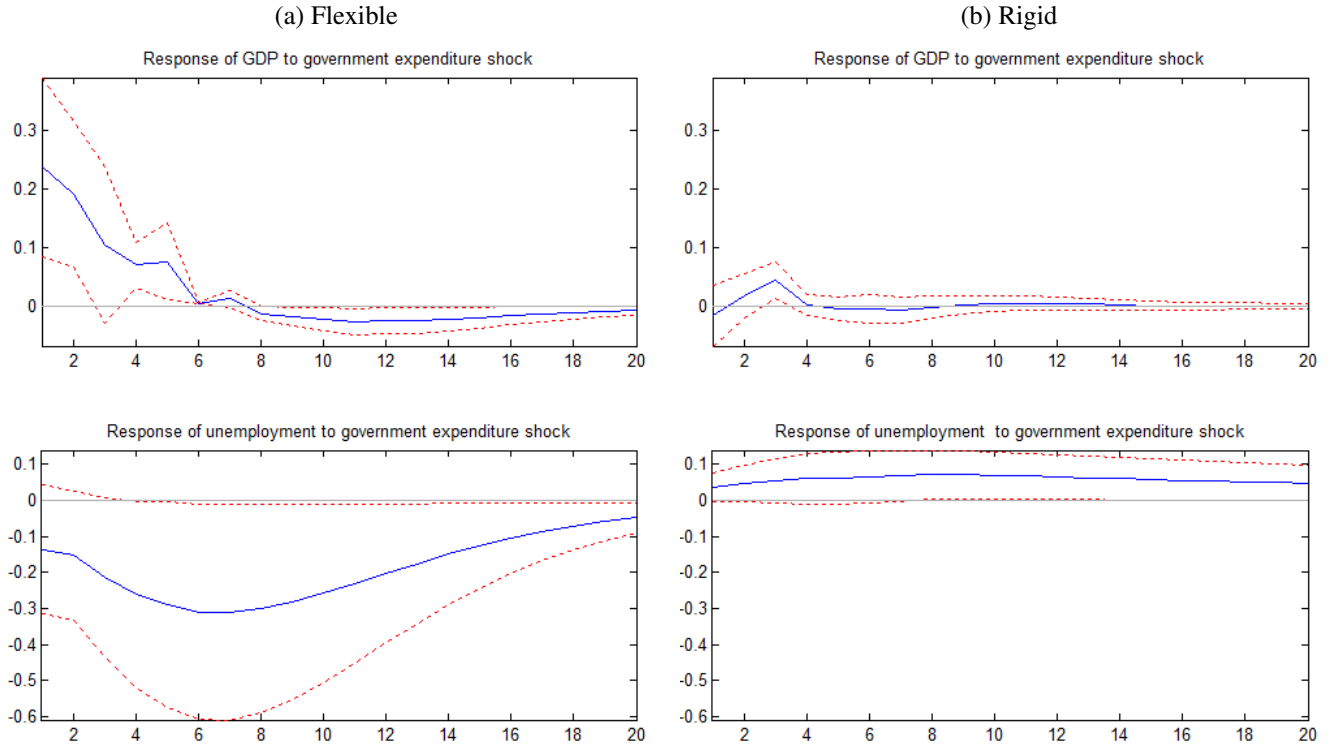 (a) Flexible
(b) Rigid
Response of GDP to government expenditure shock
0.3
0.2
0.1
0
2 4 6 8 10 12 14 16 18 20
Response of GDP to government expenditure shock
0.3
0.2
0.1
0
2 4 6 8 10 12 14 16 18 20
Response of unemployment to government expenditure shock
0.1
0
-0.1
-0.2
-0.3
-0.4
-0.5
-0.6
2 4 6 8 10 12 14 16 18 20
Response of unemployment to government expenditure shock
0.1
0
-0.1
-0.2
-0.3
-0.4
-0.5
-0.6
2 4 6 8 10 12 14 16 18 20